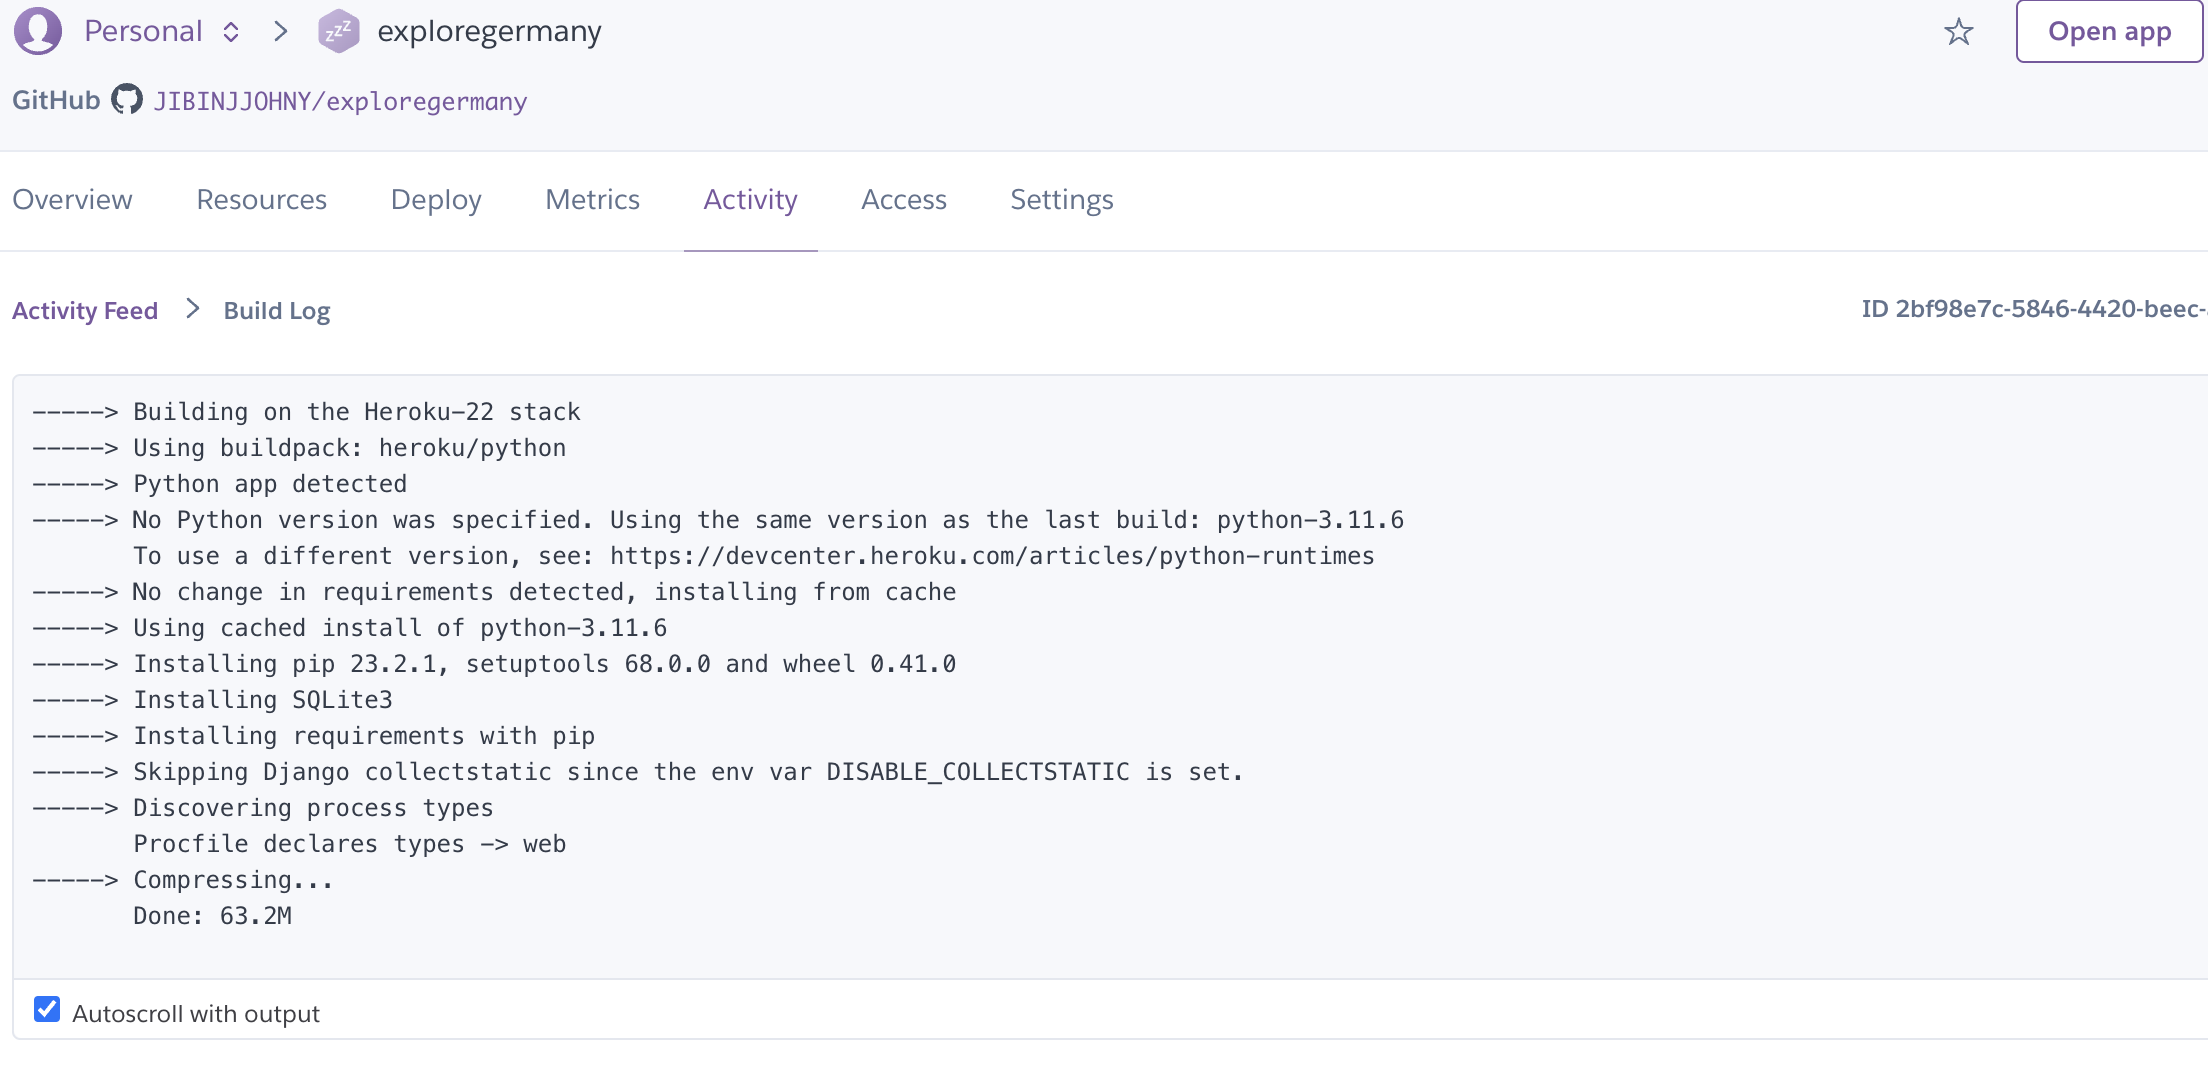 Personal > zzz exploregermany
Open app
GitHub JIBINJJOHNY/exploregermany
Overview Resources Deploy Metrics Activity Access Settings
Activity Feed > Build Log
ID 2bf98e7c-5846-4420-beec-
-----> Building on the Heroku-22 stack
-----> Using buildpack: heroku/python
-----> Python app detected
-----> No Python version was specified. Using the same version as the last build: python-3.11.6
To use a different version, see: https://devcenter.heroku.com/articles/python-runtimes
-----> No change in requirements detected, installing from cache
-----> Using cached install of python-3.11.6
-----> Installing pip 23.2.1, setuptools 68.0.0 and wheel 0.41.0
-----> Installing SQLite3
-----> Installing requirements with pip
-----> Skipping Django collectstatic since the env var DISABLE_COLLECTSTATIC is set.
-----> Discovering process types
Procfile declares types -> web
-----> Compressing...
Done: 63.2M
Autoscroll with output